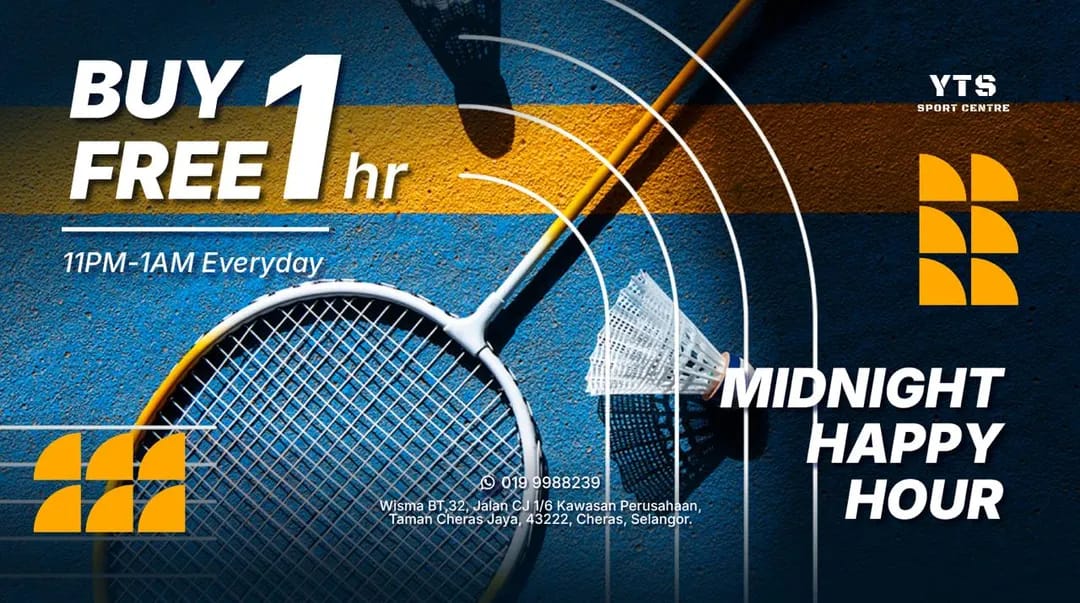 BUY 1
FREE 1 hr
11PM-1AM Everyday
YTS
SPORT CENTRE
MIDNIGHT
HAPPY
HOUR
019 9988239
Wisma BT,32, Jalan CJ 1/6 Kawasan Perusahaan,
Taman Cheras Jaya, 43222, Cheras, Selangor.